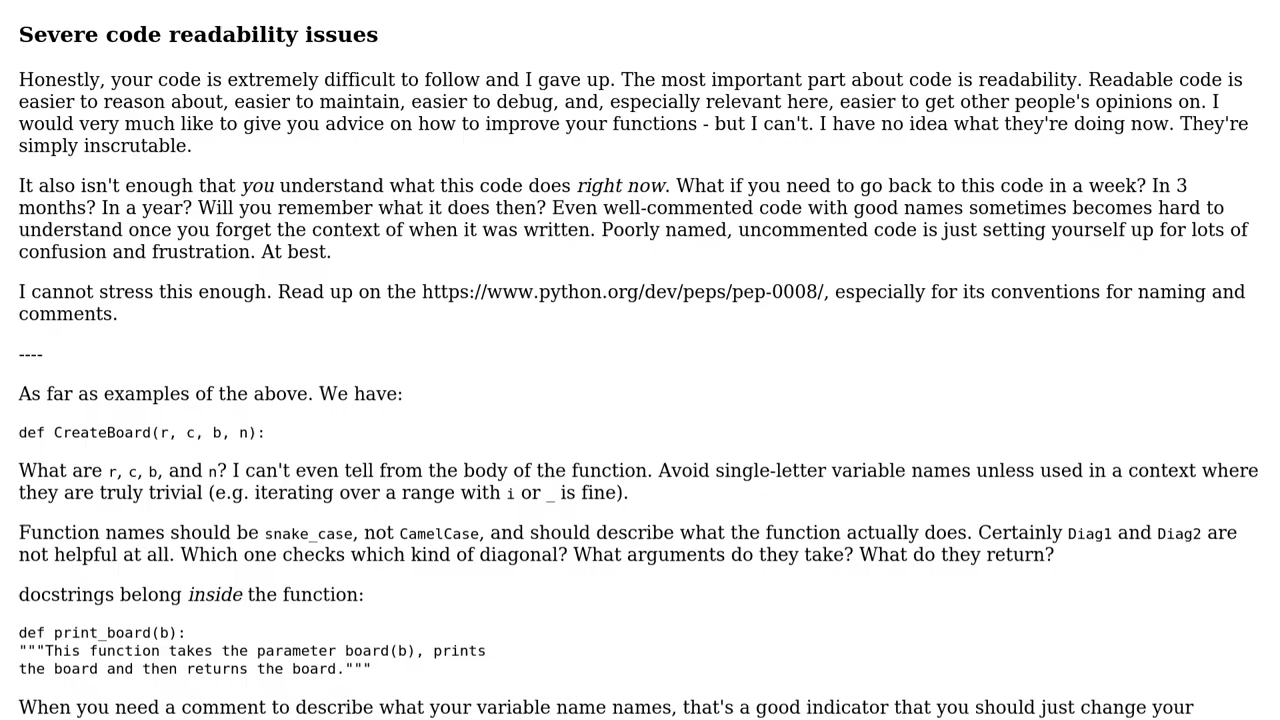 Severe code readability issues
Honestly, your code is extremely difficult to follow and I gave up. The most important part about code is readability. Readable code is
easier to reason about, easier to maintain, easier to debug, and, especially relevant here, easier to get other people's opinions on. I
would very much like to give you advice on how to improve your functions - but I can't. I have no idea what they're doing now. They're
simply inscrutable.
It also isn't enough that you understand what this code does right now. What if you need to go back to this code in a week? In 3
months? In a year? Will you remember what it does then? Even well-commented code with good names sometimes becomes hard to
understand once you forget the context of when it was written. Poorly named, uncommented code is just setting yourself up for lots of
confusion and frustration. At best.
I cannot stress this enough. Read up on the https://www.python.org/dev/peps/pep-0008/, especially for its conventions for naming and
comments.
----
As far as examples of the above. We have:
def CreateBoard(r, c, b, n):
What are r, c, b, and n? I can't even tell from the body of the function. Avoid single-letter variable names unless used in a context where
they are truly trivial (e.g. iterating over a range with i or _ is fine).
Function names should be snake_case, not CamelCase, and should describe what the function actually does. Certainly Diag1 and Diag2 are
not helpful at all. Which one checks which kind of diagonal? What arguments do they take? What do they return?
docstrings belong inside the function:
def print_board(b):
"""This function takes the parameter board(b), prints
the board and then returns the board."""
When you need a comment to describe what your variable name names, that's a good indicator that you should just change your